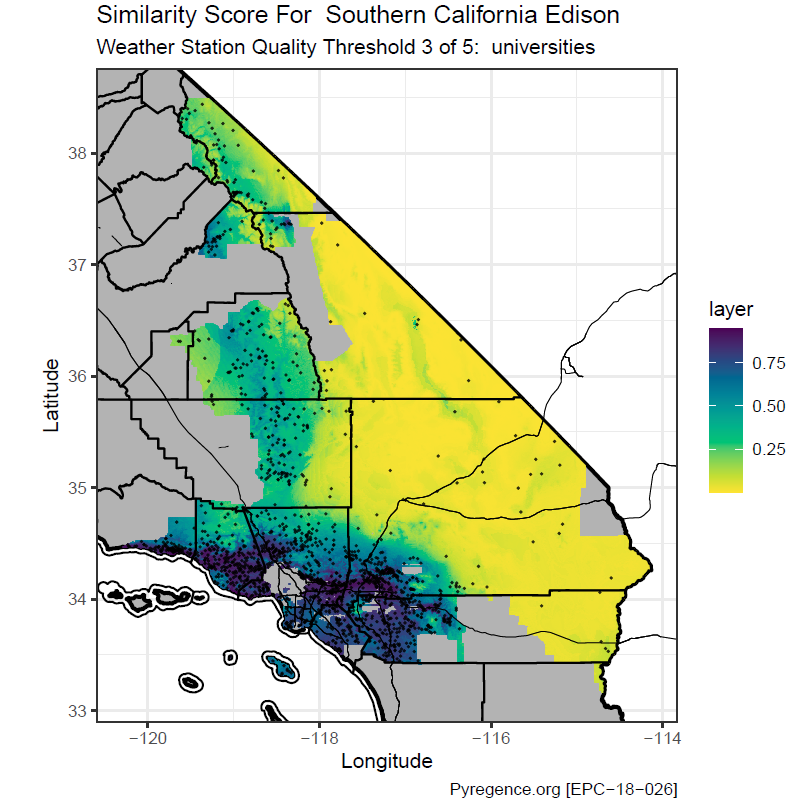 Similarity Score For  Southern California Edison
Weather Station Quality Threshold 3 of 5:  universities
38
37
36
35
34
33
Latitude
−120
−118
−116
−114
Longitude
layer
0.75
0.50
0.25
Pyregence.org [EPC−18−026]